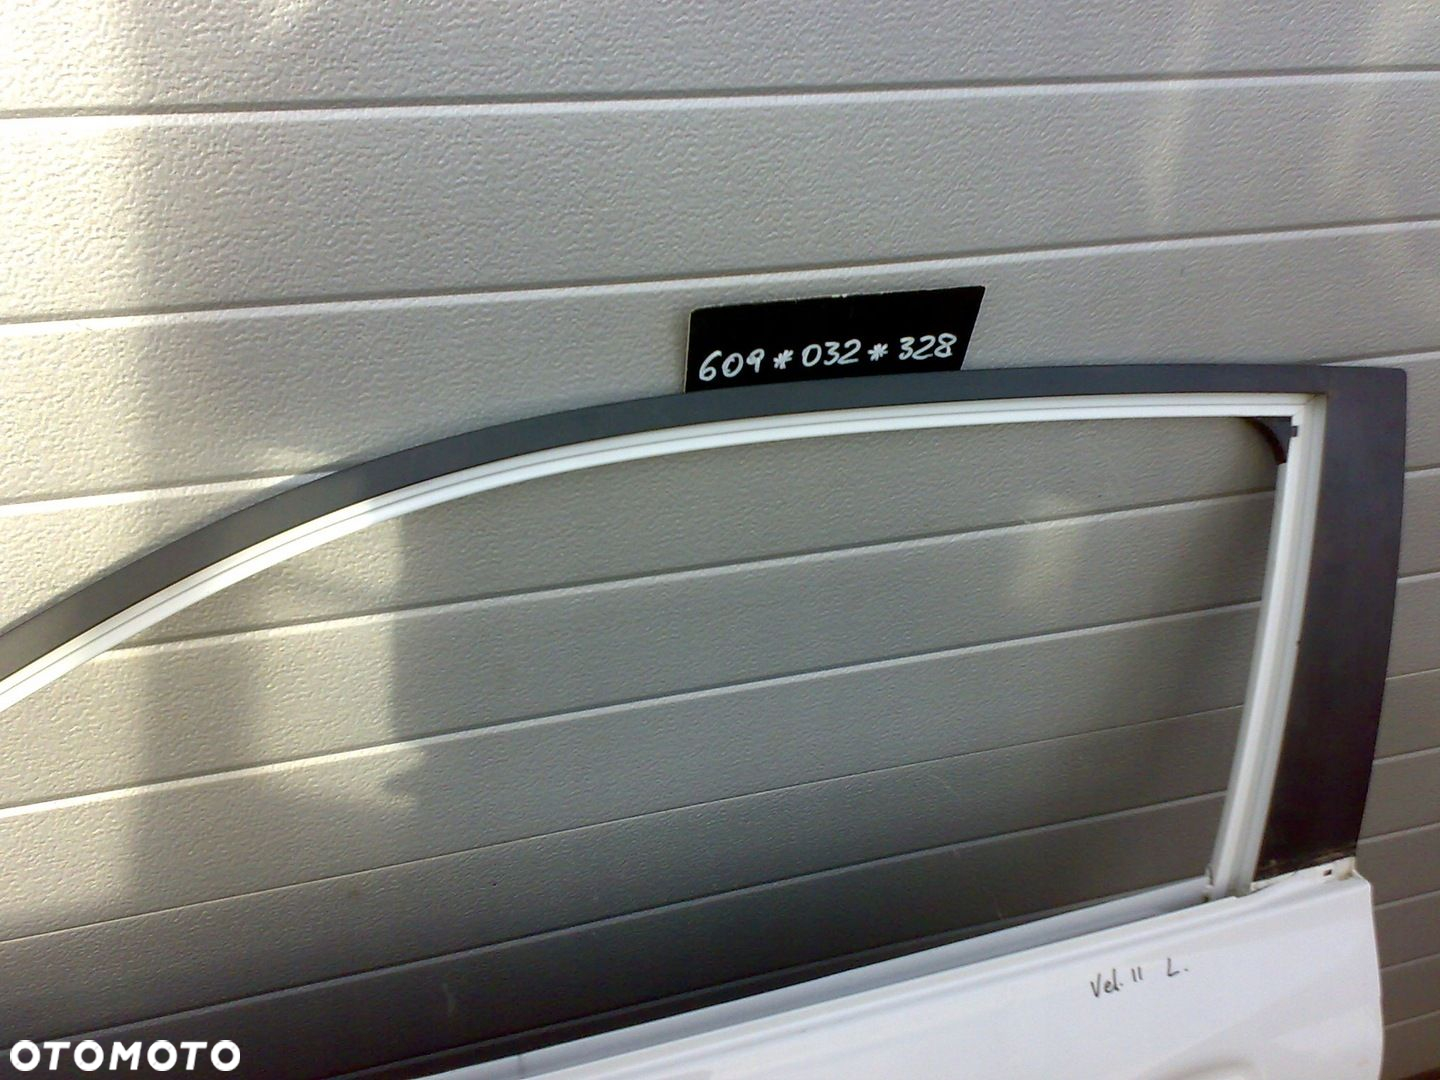 609*032*328
Vel. II L.
OTOMOTO